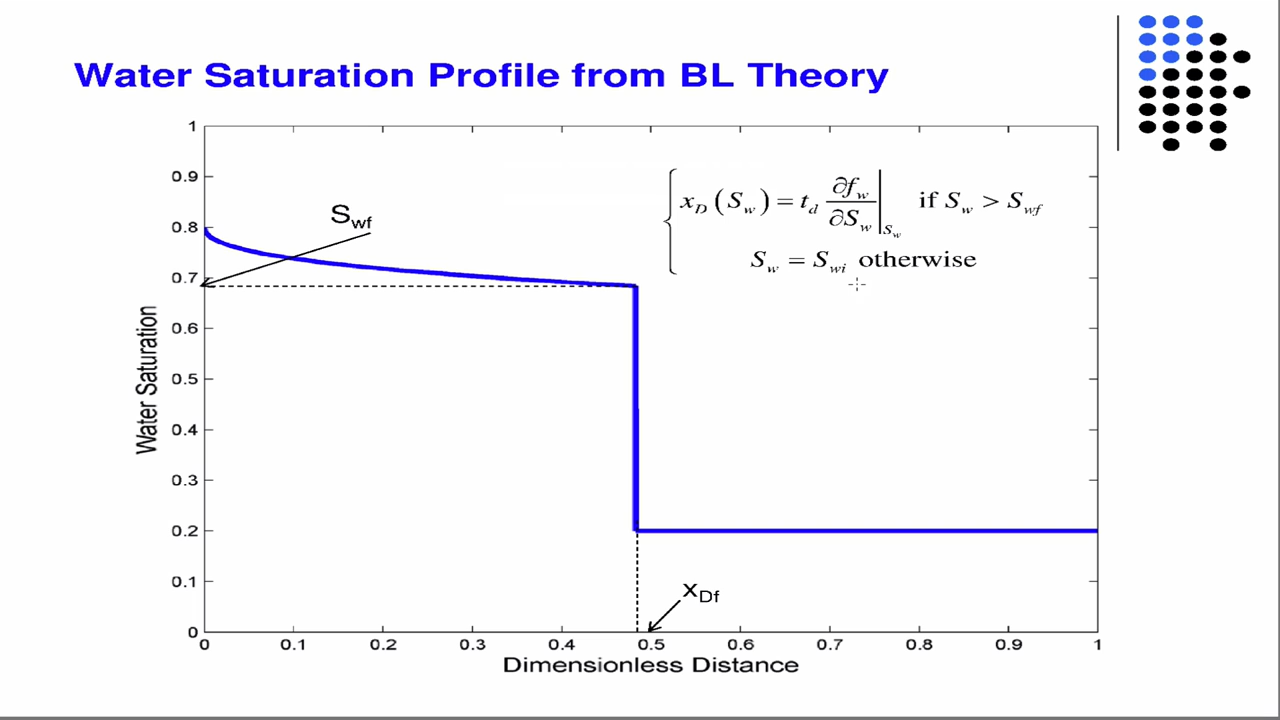 Water Saturation Profile from BL Theory
1
0.9
0.8
0.7
0.6
0.5
0.4
0.3
0.2
0.1
0
Water Saturation
S_wf
x_D(S_w) = t_d ∂f_w/∂S_w |_S_w if S_w > S_wf
S_w = S_wi otherwise
x_Df
0 0.1 0.2 0.3 0.4 0.5 0.6 0.7 0.8 0.9 1
Dimensionless Distance